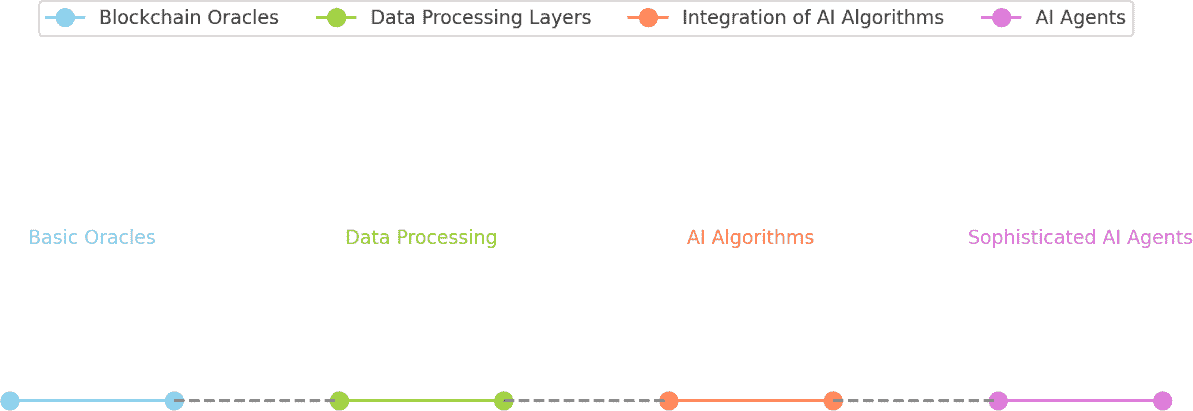 Blockchain Oracles Data Processing Layers Integration of AI Algorithms AI Agents
Basic Oracles Data Processing AI Algorithms Sophisticated AI Agents